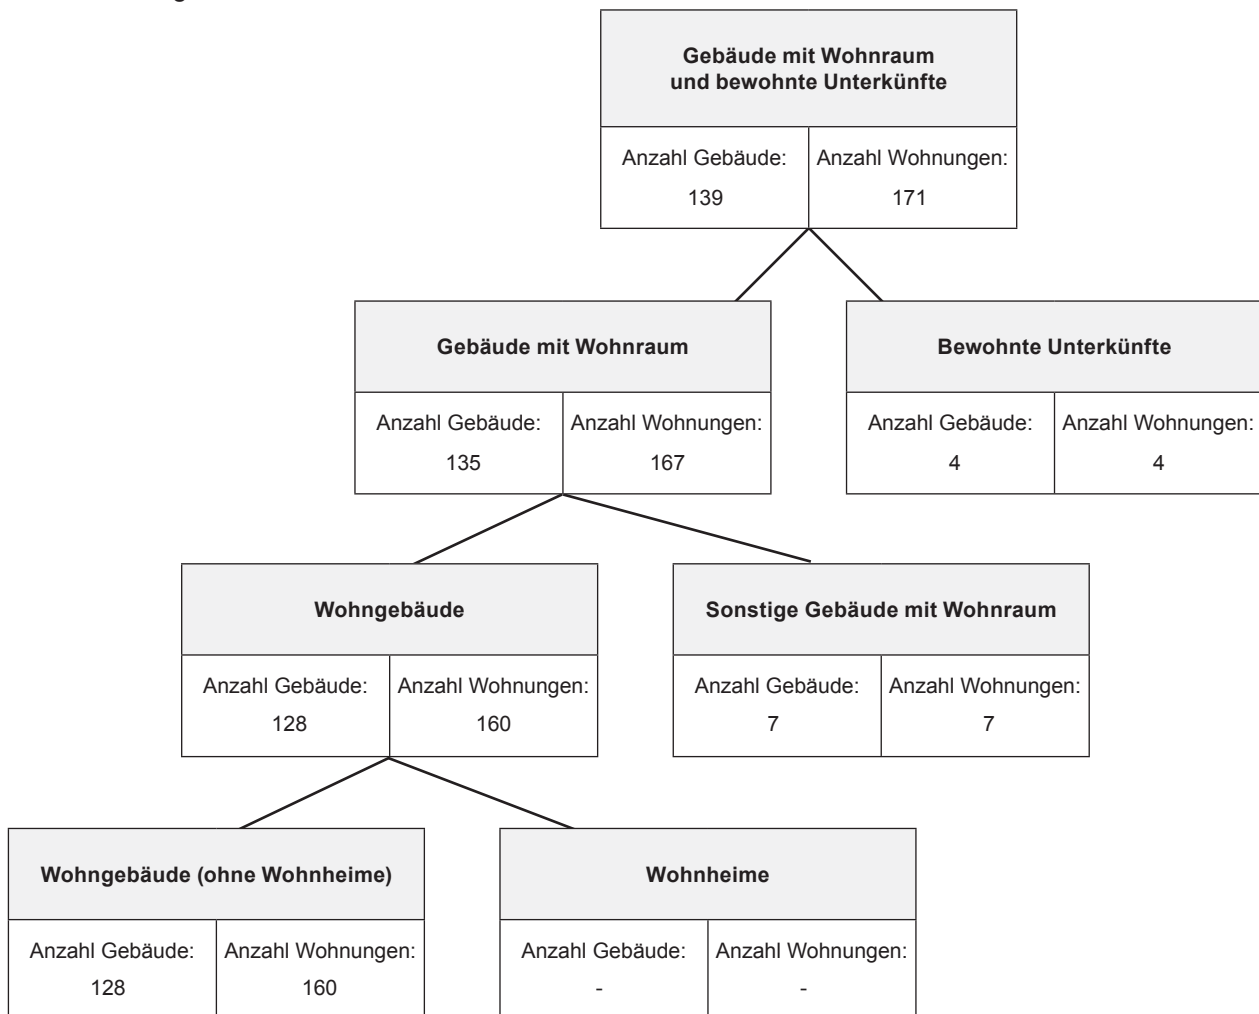 Gebäude mit Wohnraum
und bewohnte Unterkünfte
Anzahl Gebäude:
139
Anzahl Wohnungen:
171
Gebäude mit Wohnraum
Anzahl Gebäude:
135
Anzahl Wohnungen:
167
Bewohnte Unterkünfte
Anzahl Gebäude:
4
Anzahl Wohnungen:
4
Wohngebäude
Anzahl Gebäude:
128
Anzahl Wohnungen:
160
Sonstige Gebäude mit Wohnraum
Anzahl Gebäude:
7
Anzahl Wohnungen:
7
Wohngebäude (ohne Wohnheime)
Anzahl Gebäude:
128
Anzahl Wohnungen:
160
Wohnheime
Anzahl Gebäude:
-
Anzahl Wohnungen:
-